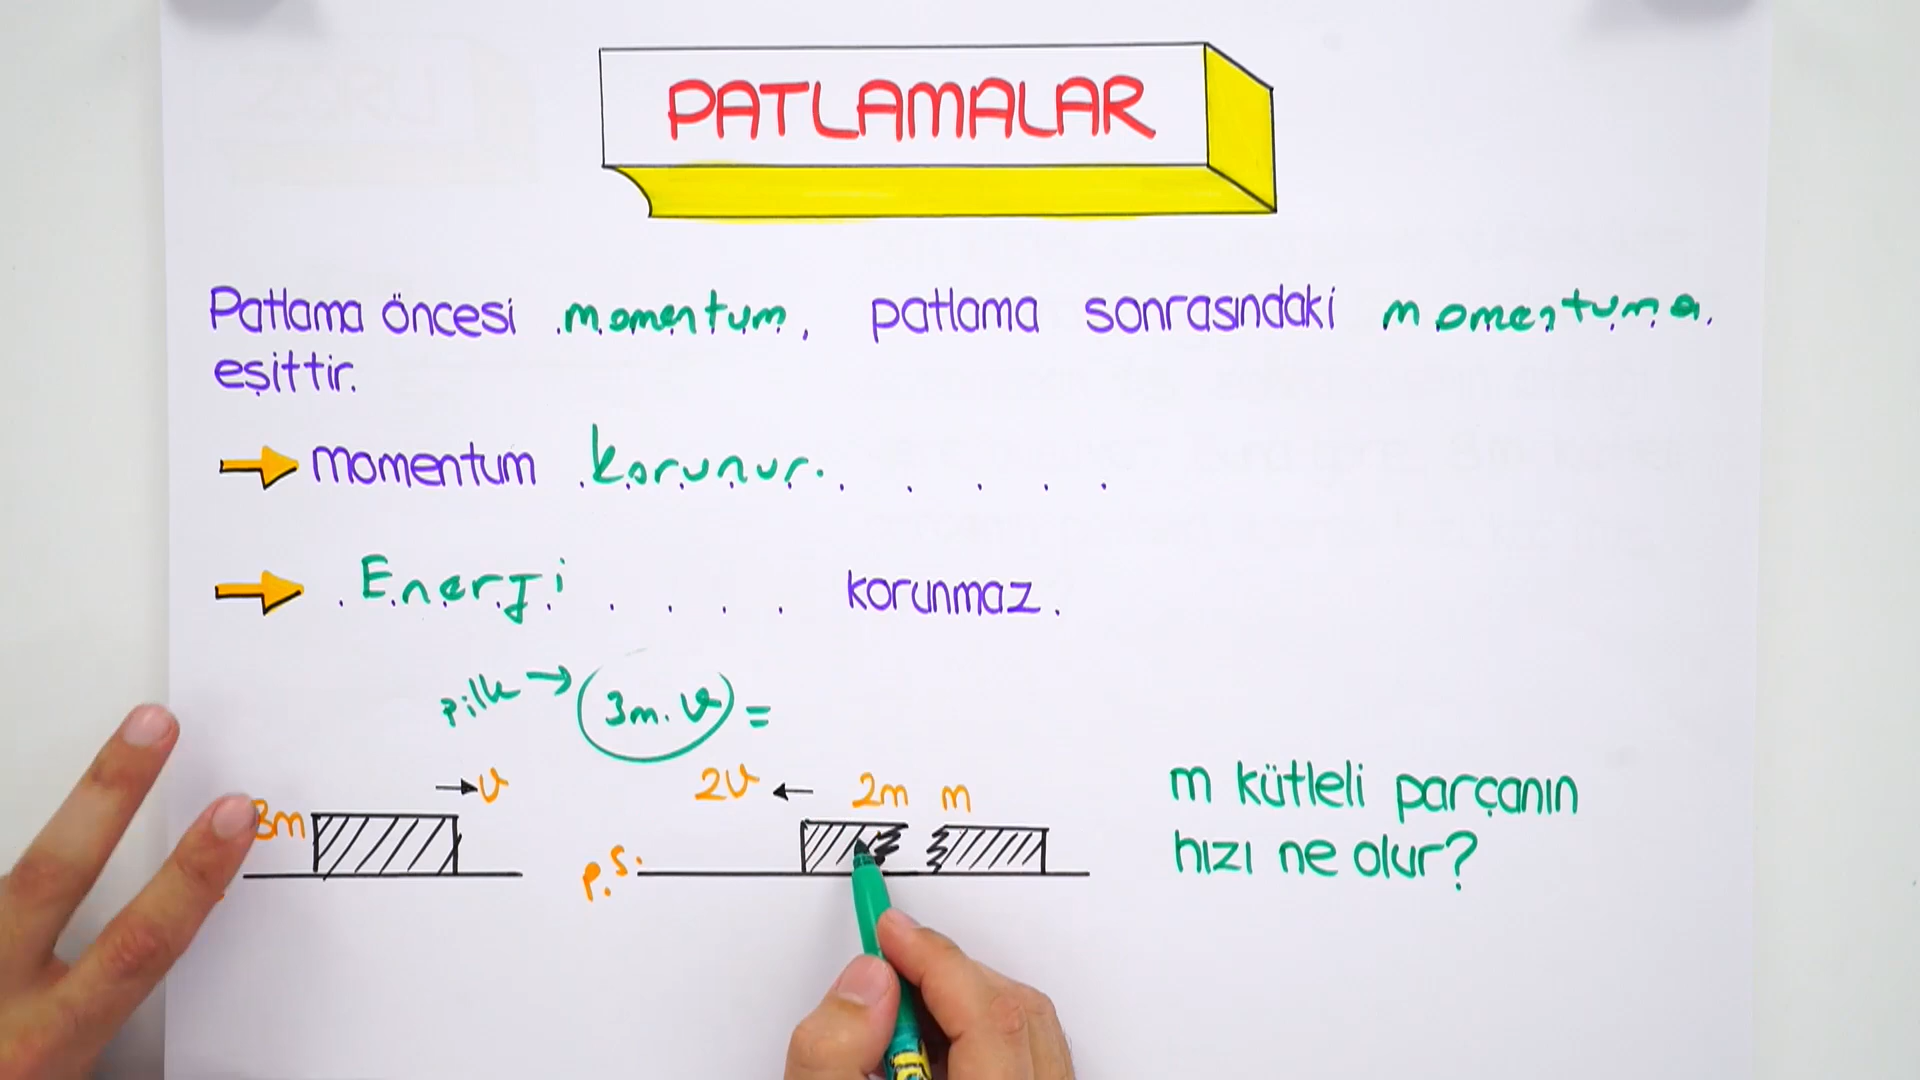 PATLAMALAR
Patlama öncesi momentum, patlama sonrasındaki momentuma.
eşittir.
momentum korunur.
Enerji korunmaz.
Pilk → 3m.v =
3m → v
2v ← 2m m
p.s.
m kütleli parçanın
hızı ne olur?